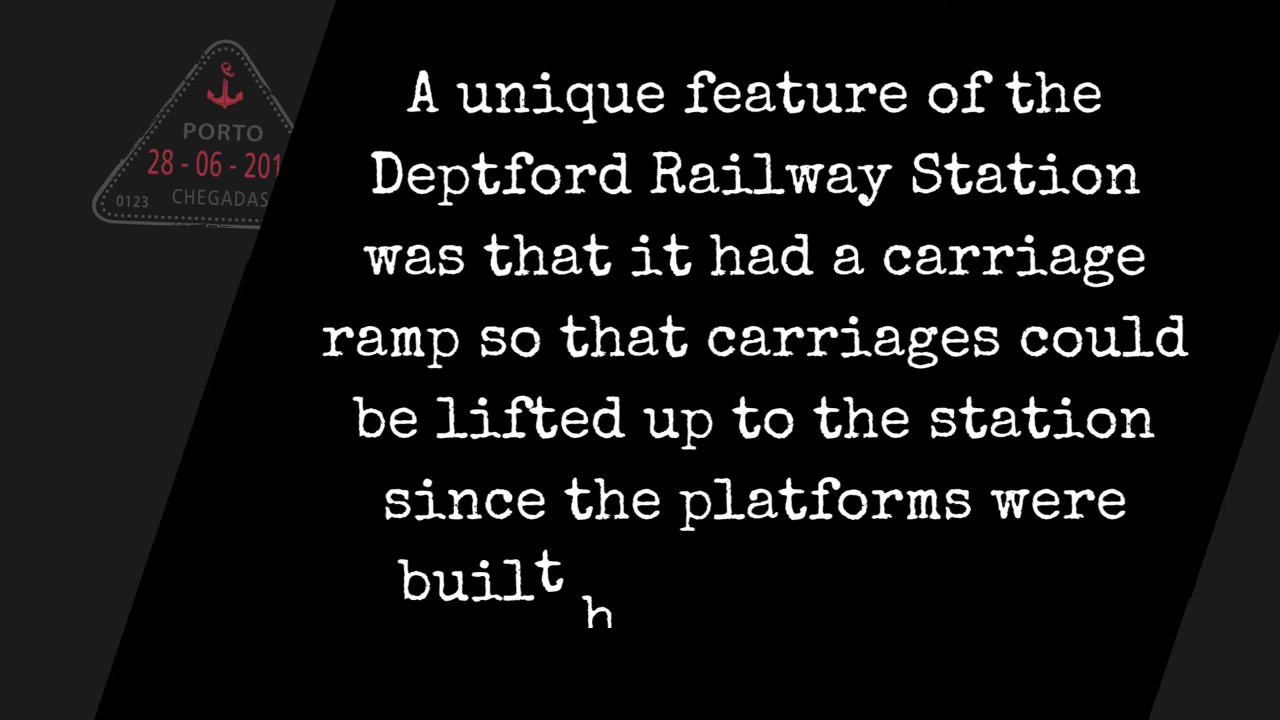 PORTO
28 - 06 - 201
0123 CHEGADAS
A unique feature of the
Deptford Railway Station
was that it had a carriage
ramp so that carriages could
be lifted up to the station
since the platforms were
built h